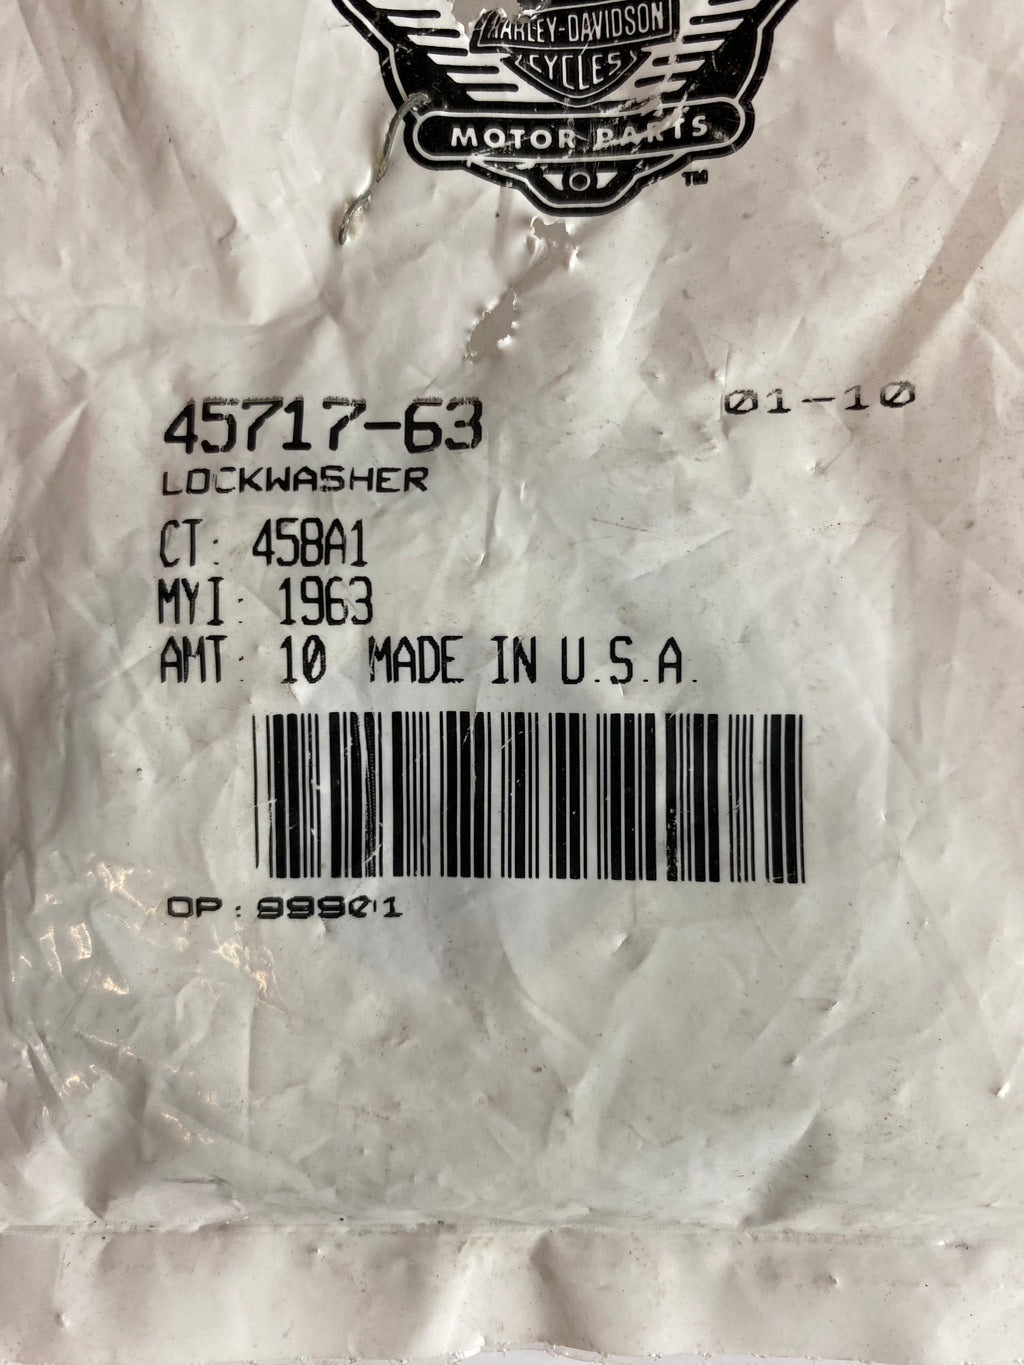 HARLEY-DAVIDSON
CYCLES
MOTOR PARTS
TM
45717-63 01-10
LOCKWASHER
CT: 458A1
MYI: 1963
AMT: 10 MADE IN U.S.A.
OP: 99901